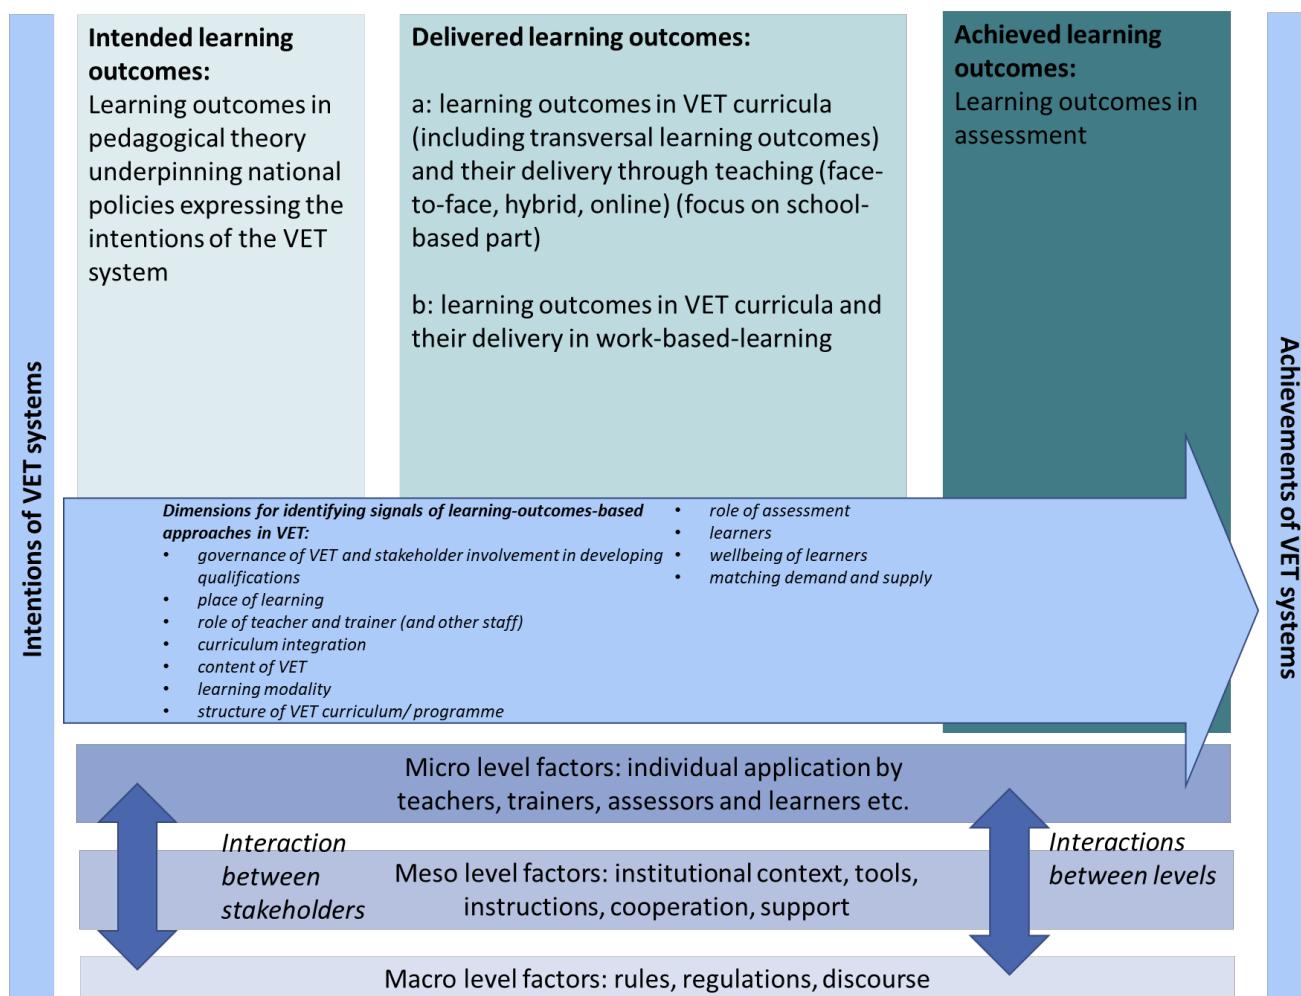 Intentions of VET systems
Intended learning
outcomes:
Learning outcomes in
pedagogical theory
underpinning national
policies expressing the
intentions of the VET
system
Delivered learning outcomes:
a: learning outcomes in VET curricula
(including transversal learning outcomes)
and their delivery through teaching (face-
to-face, hybrid, online) (focus on school-
based part)
b: learning outcomes in VET curricula and
their delivery in work-based-learning
Achieved learning
outcomes:
Learning outcomes in
assessment
Achievements of VET systems
Dimensions for identifying signals of learning-outcomes-based
approaches in VET:
• governance of VET and stakeholder involvement in developing
qualifications
• place of learning
• role of teacher and trainer (and other staff)
• curriculum integration
• content of VET
• learning modality
• structure of VET curriculum/ programme
• role of assessment
• learners
• wellbeing of learners
• matching demand and supply
Micro level factors: individual application by
teachers, trainers, assessors and learners etc.
Interaction
between
stakeholders
Meso level factors: institutional context, tools,
instructions, cooperation, support
Interactions
between levels
Macro level factors: rules, regulations, discourse